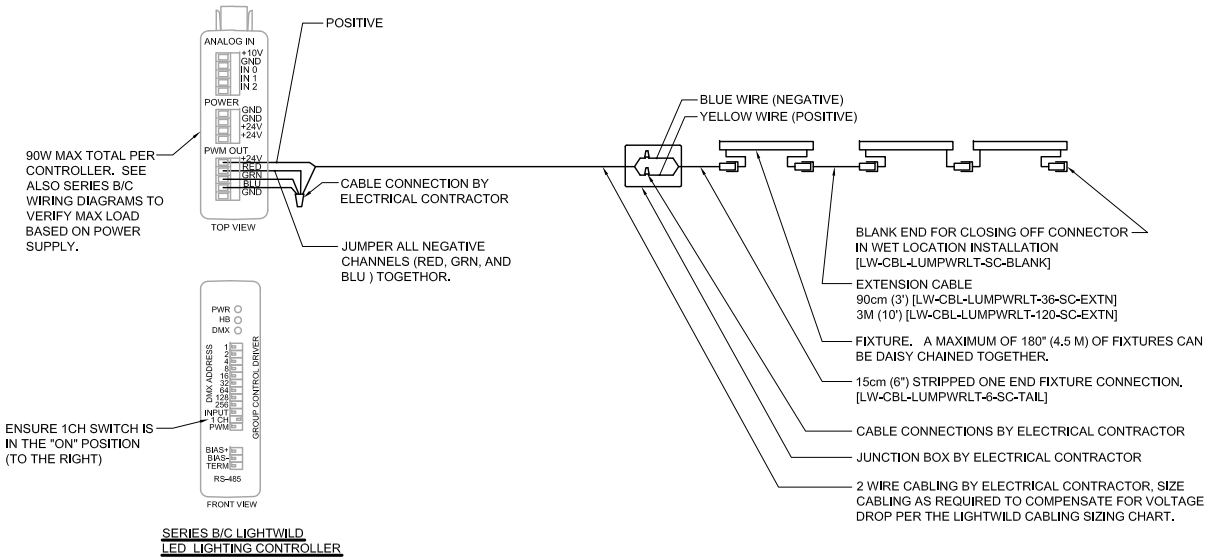 POSITIVE
ANALOG IN
+10V
GND
IN 0
IN 1
IN 2
POWER
GND
GND
+24V
+24V
PWM OUT
+24V
RED
GRN
BLU
GND
TOP VIEW
90W MAX TOTAL PER
CONTROLLER. SEE
ALSO SERIES B/C
WIRING DIAGRAMS TO
VERIFY MAX LOAD
BASED ON POWER
SUPPLY.
CABLE CONNECTION BY
ELECTRICAL CONTRACTOR
JUMPER ALL NEGATIVE
CHANNELS (RED, GRN, AND
BLU ) TOGETHOR.
BLUE WIRE (NEGATIVE)
YELLOW WIRE (POSITIVE)
BLANK END FOR CLOSING OFF CONNECTOR
IN WET LOCATION INSTALLATION
[LW-CBL-LUMPWRLT-SC-BLANK]
EXTENSION CABLE
90cm (3') [LW-CBL-LUMPWRLT-36-SC-EXTN]
3M (10') [LW-CBL-LUMPWRLT-120-SC-EXTN]
FIXTURE. A MAXIMUM OF 180" (4.5 M) OF FIXTURES CAN
BE DAISY CHAINED TOGETHER.
15cm (6") STRIPPED ONE END FIXTURE CONNECTION.
[LW-CBL-LUMPWRLT-6-SC-TAIL]
CABLE CONNECTIONS BY ELECTRICAL CONTRACTOR
JUNCTION BOX BY ELECTRICAL CONTRACTOR
2 WIRE CABLING BY ELECTRICAL CONTRACTOR, SIZE
CABLING AS REQUIRED TO COMPENSATE FOR VOLTAGE
DROP PER THE LIGHTWILD CABLING SIZING CHART.
PWR
HB
DMX
DMX ADDRESS
1
2
4
8
16
32
64
128
256
INPUT
1 CH
PWM
GROUP CONTROL DRIVER
BIAS+
BIAS-
TERM
RS-485
FRONT VIEW
ENSURE 1CH SWITCH IS
IN THE "ON" POSITION
(TO THE RIGHT)
SERIES B/C LIGHTWILD
LED LIGHTING CONTROLLER